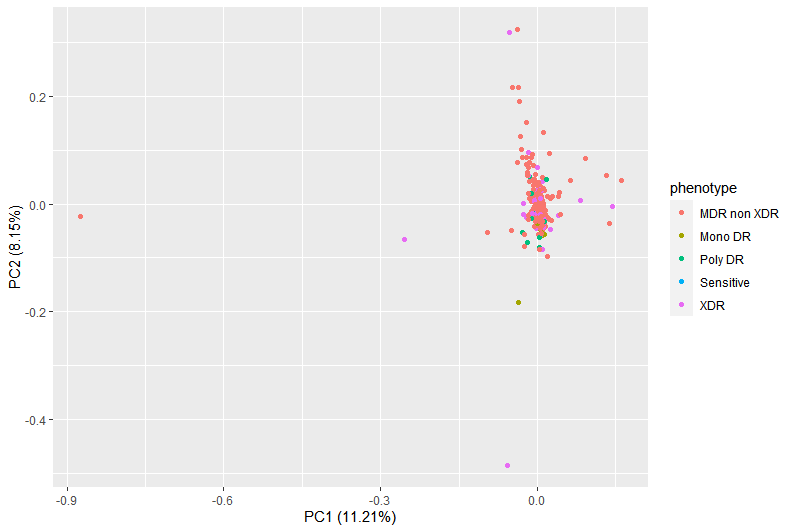 0.2
0.0
-0.2
-0.4
PC2 (8.15%)
-0.9
-0.6
-0.3
0.0
PC1 (11.21%)
phenotype
MDR non XDR
Mono DR
Poly DR
Sensitive
XDR